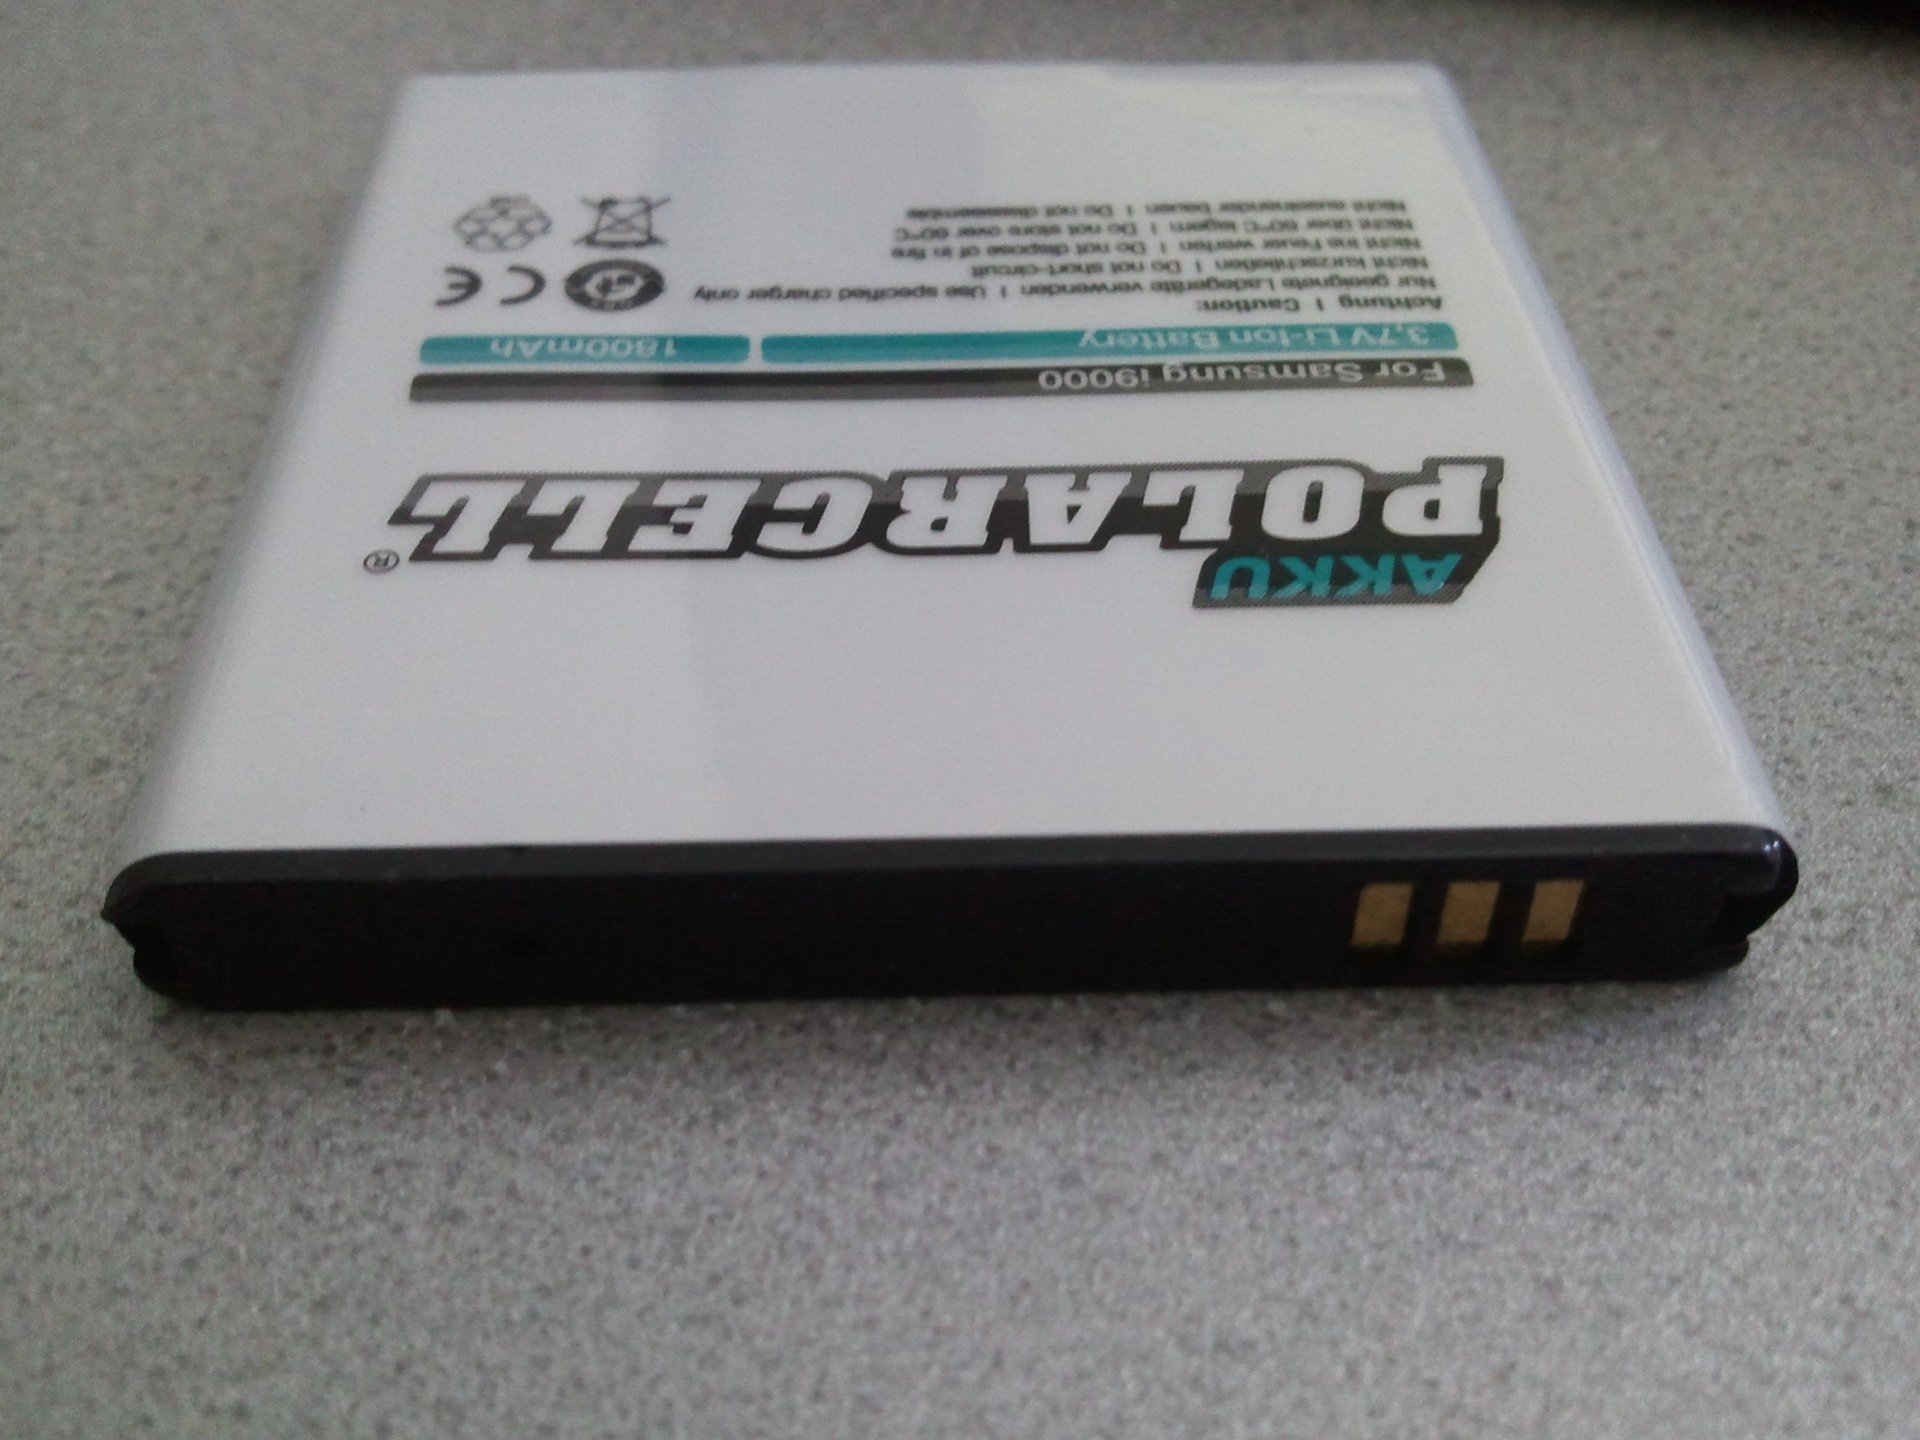 AKKU
POLARCELL®
For Samsung i9000
3,7V Li-Ion Battery 1800mAh
Achtung | Caution:
Nur geeignete Ladegeräte verwenden | Use specified charger only
Nicht kurzschließen | Do not short-circuit
Nicht ins Feuer werfen | Do not dispose of in fire
Nicht über 60°C lagern | Do not store over 60°C
Nicht auseinander bauen | Do not disassemble
CE